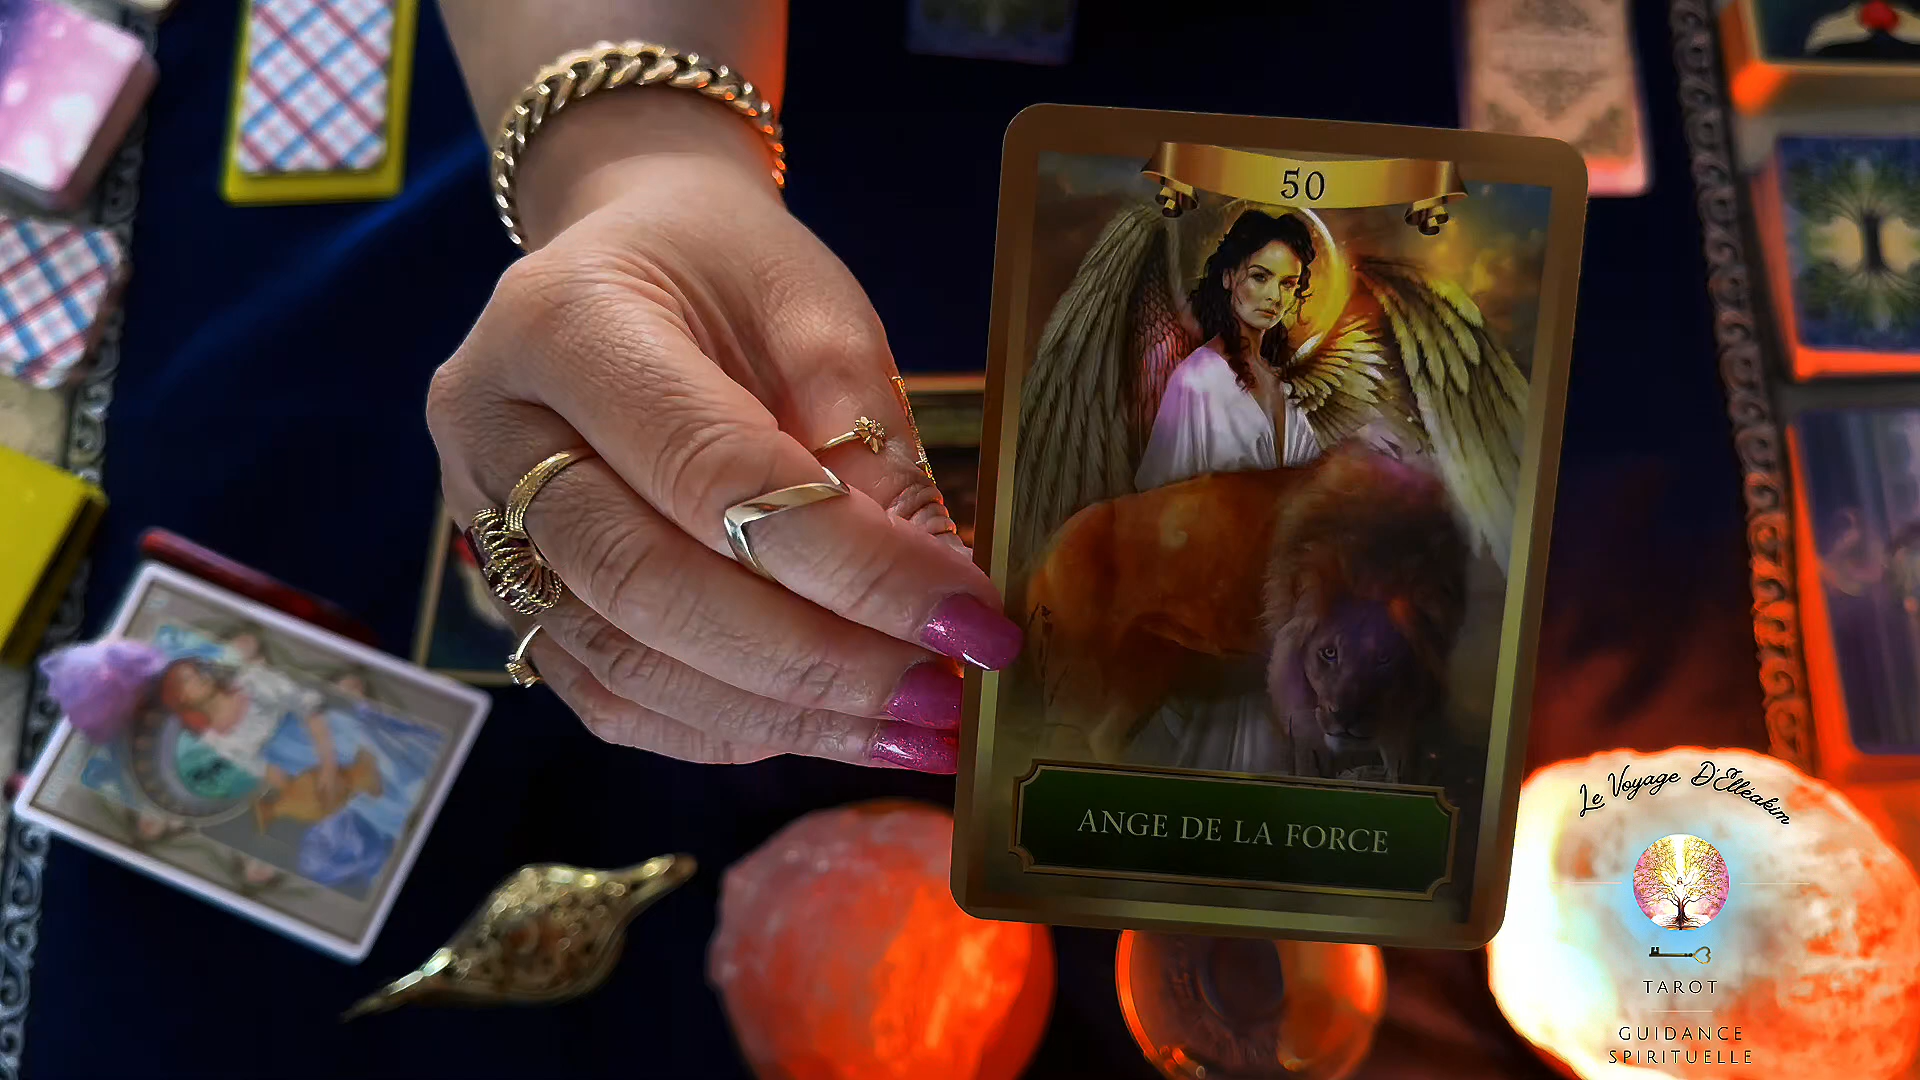 50
ANGE DE LA FORCE
Le Voyage D'Elléakim
TAROT
GUIDANCE
SPIRITUELLE